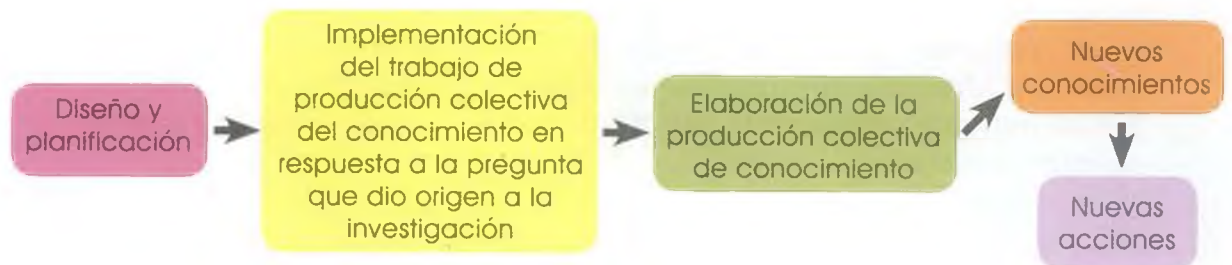 Diseño y
planificación
Implementación
del trabajo de
producción colectiva
del conocimiento en
respuesta a la pregunta
que dio origen a la
investigación
Elaboración de la
producción colectiva
de conocimiento
Nuevos
conocimientos
Nuevas
acciones